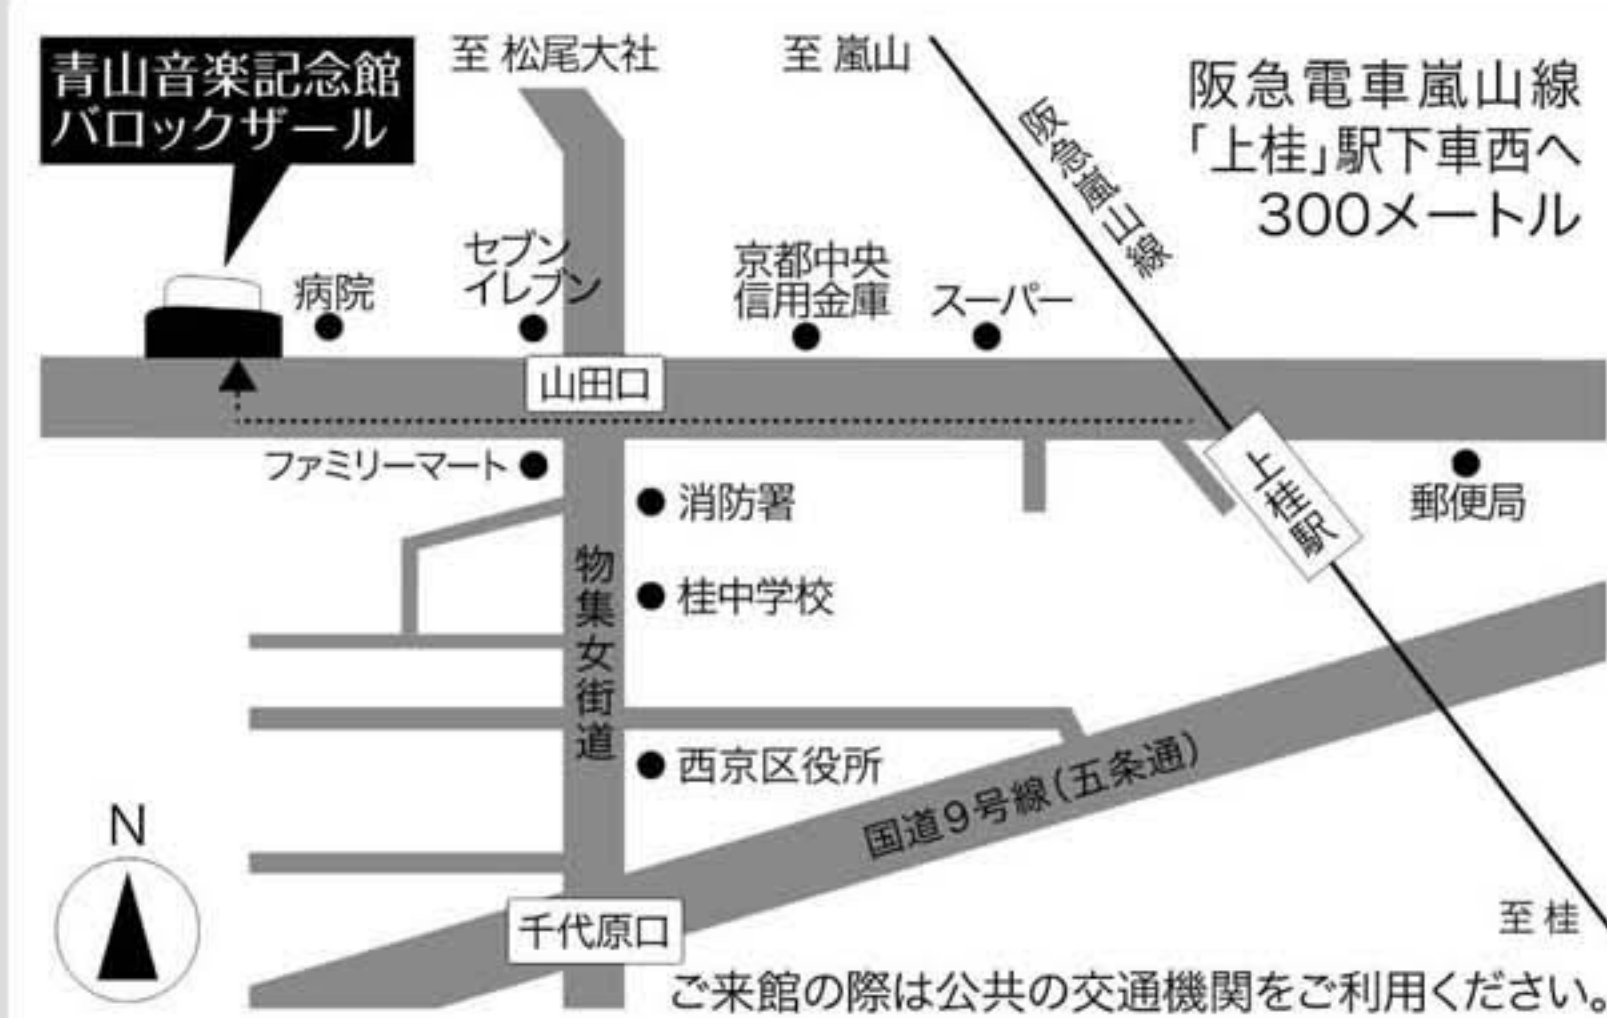 青山音楽記念館
バロックザール
至 松尾大社
至 嵐山
阪急嵐山線
阪急電車嵐山線
「上桂」駅下車西へ
300メートル
病院
セブン
イレブン
京都中央
信用金庫
スーパー
山田口
ファミリーマート
消防署
上桂駅
郵便局
桂中学校
物集女街道
西京区役所
国道9号線(五条通)
N
千代原口
至 桂
ご来館の際は公共の交通機関をご利用ください。